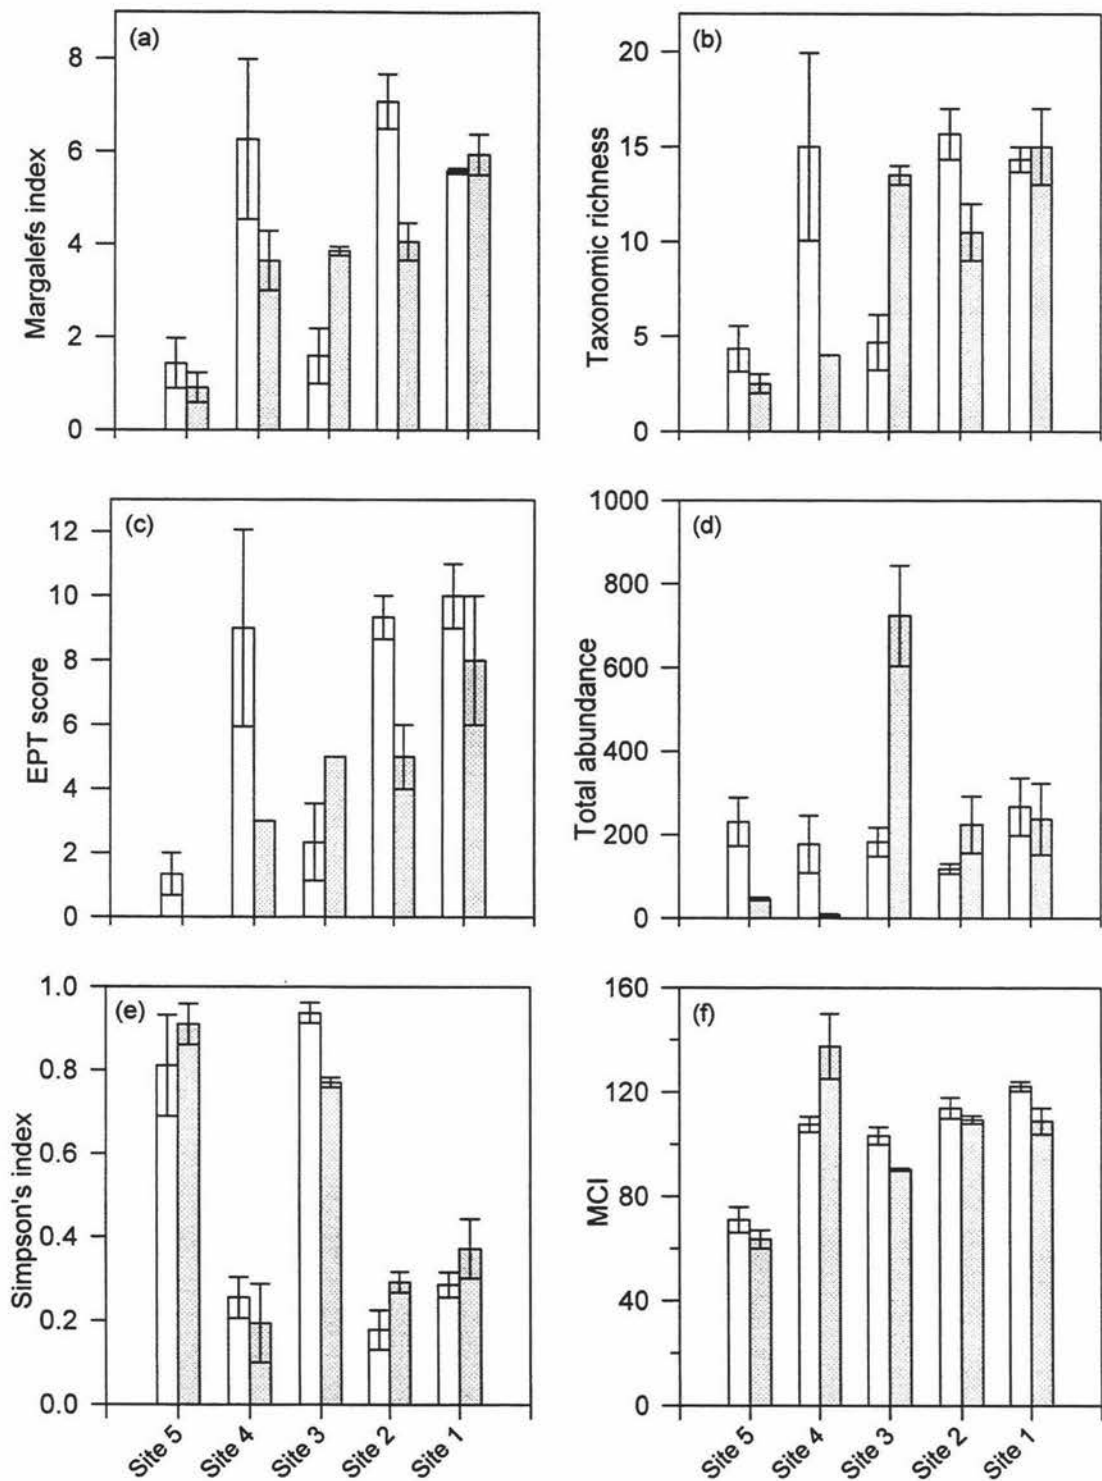 (a)
Margalefs index
8
6
4
2
0
(b)
Taxonomic richness
20
15
10
5
0
(c)
EPT score
12
10
8
6
4
2
0
(d)
Total abundance
1000
800
600
400
200
0
(e)
Simpson's index
1.0
0.8
0.6
0.4
0.2
0.0
Site 5
Site 4
Site 3
Site 2
Site 1
(f)
MCI
160
120
80
40
0
Site 5
Site 4
Site 3
Site 2
Site 1